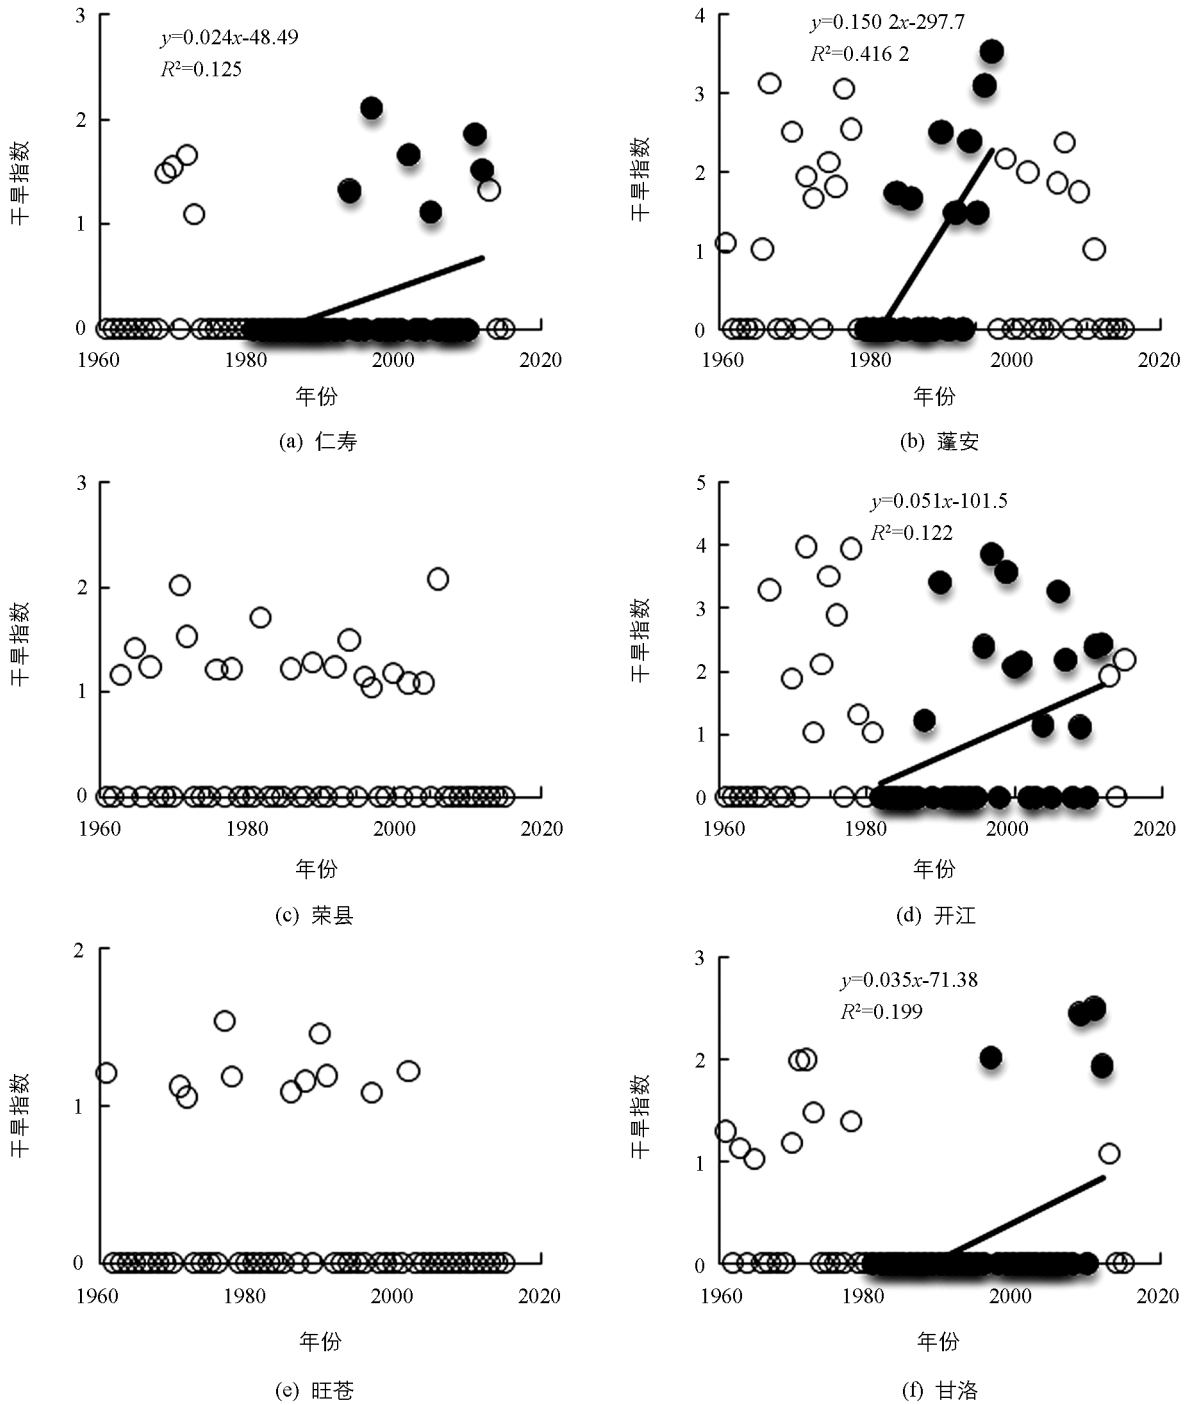 3
y=0.024x-48.49
R²=0.125
2
干旱指数
1
0
1960 1980 2000 2020
年份
(a) 仁寿
4
y=0.150 2x-297.7
R²=0.416 2
3
干旱指数
2
1
0
1960 1980 2000 2020
年份
(b) 蓬安
3
2
干旱指数
1
0
1960 1980 2000 2020
年份
(c) 荣县
5
y=0.051x-101.5
R²=0.122
4
3
干旱指数
2
1
0
1960 1980 2000 2020
年份
(d) 开江
2
干旱指数
1
0
1960 1980 2000 2020
年份
(e) 旺苍
3
y=0.035x-71.38
R²=0.199
2
干旱指数
1
0
1960 1980 2000 2020
年份
(f) 甘洛